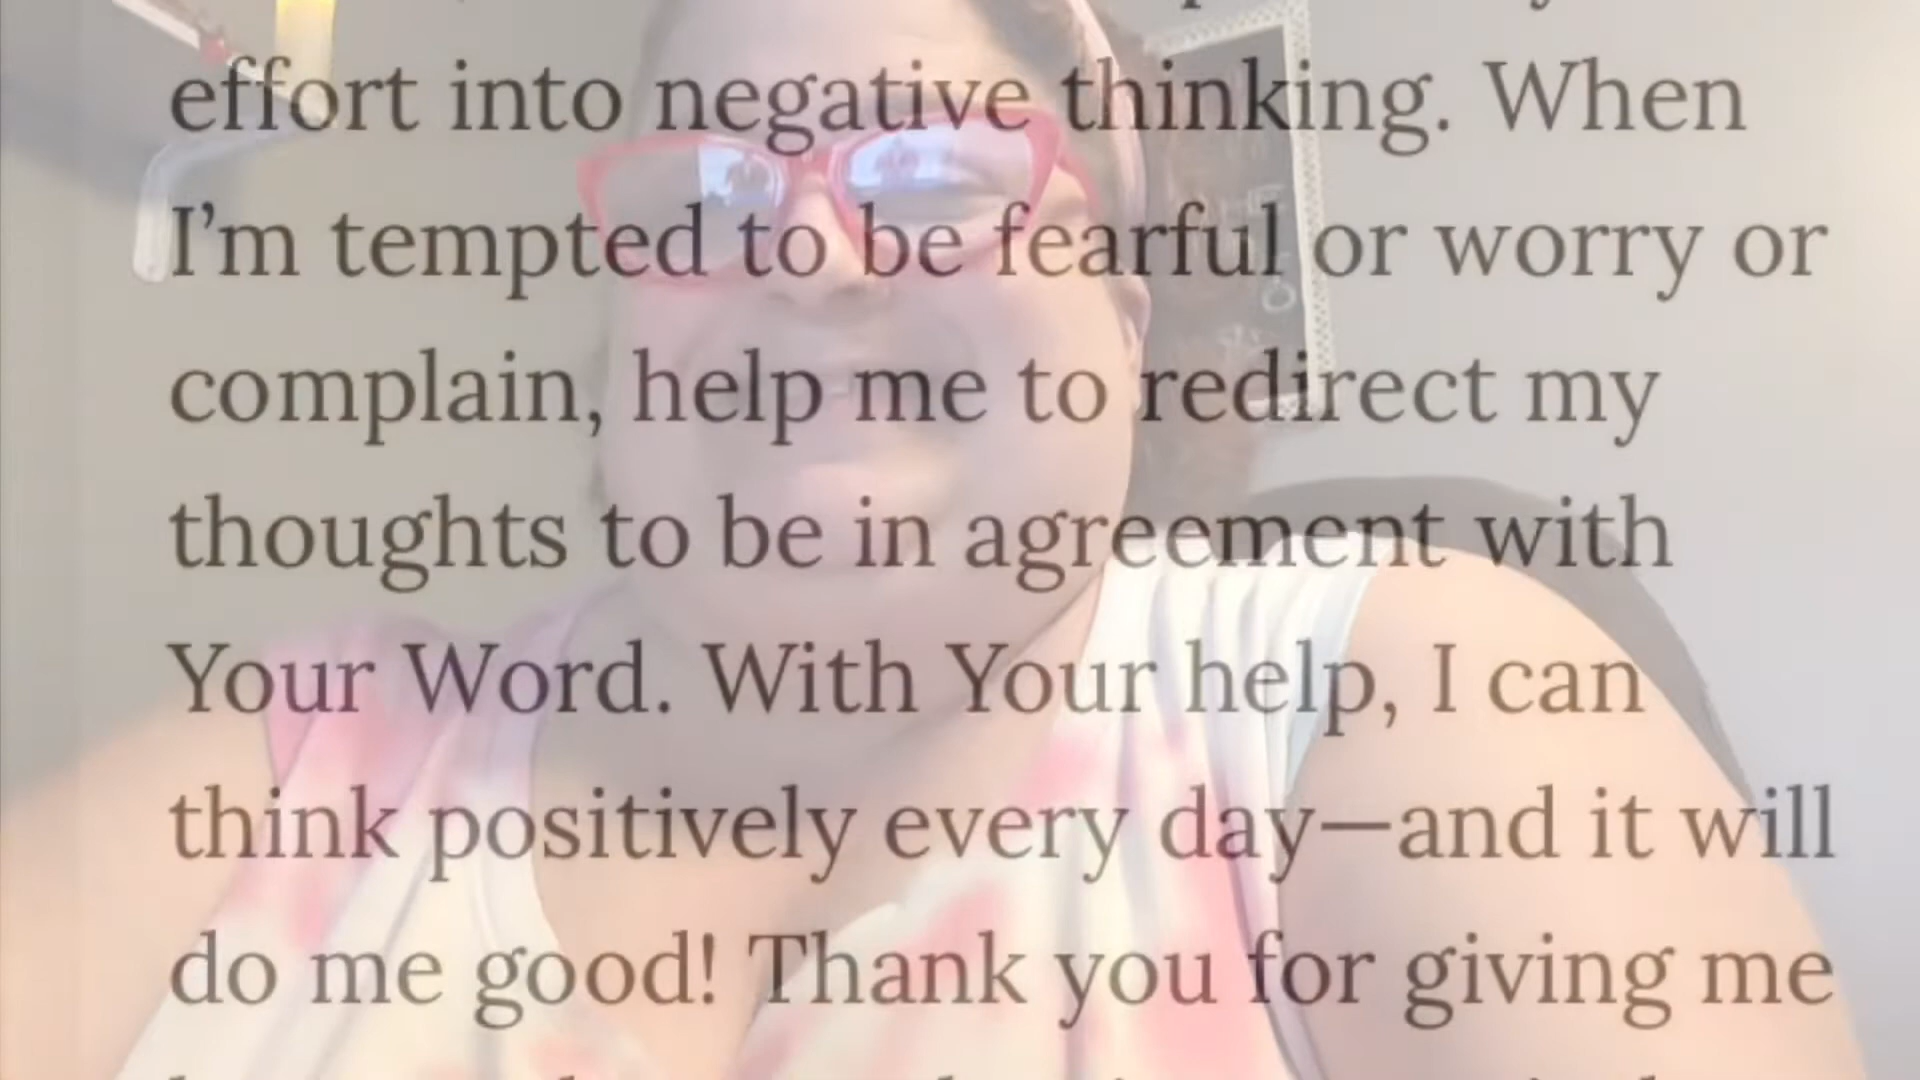 effort into negative thinking. When
I'm tempted to be fearful or worry or
complain, help me to redirect my
thoughts to be in agreement with
Your Word. With Your help, I can
think positively every day—and it will
do me good! Thank you for giving me